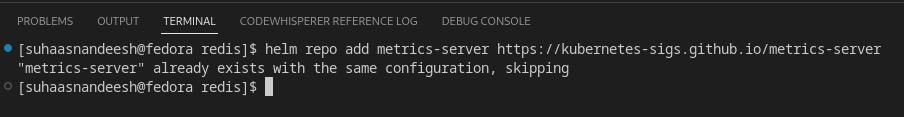 PROBLEMS OUTPUT TERMINAL CODEWHISPERER REFERENCE LOG DEBUG CONSOLE
[suhaasnandeesh@fedora redis]$ helm repo add metrics-server https://kubernetes-sigs.github.io/metrics-server
"metrics-server" already exists with the same configuration, skipping
[suhaasnandeesh@fedora redis]$